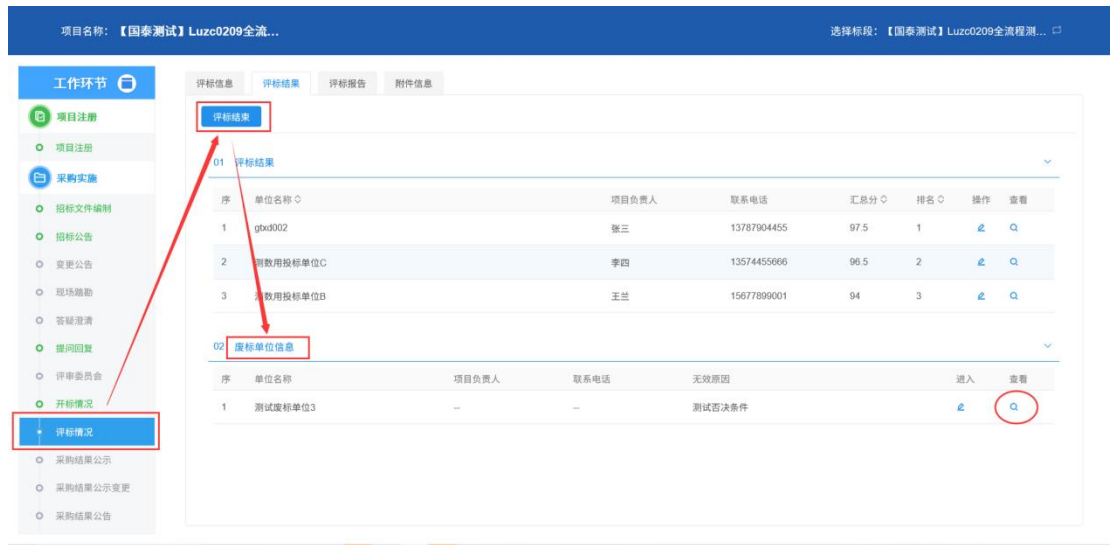 项目名称：【国泰测试】Luzc0209全流...
选择标段：【国泰测试】Luzc0209全流程测...
工作环节
项目注册
项目注册
采购实施
招标文件编制
招标公告
变更公告
现场踏勘
答疑澄清
提问回复
评审委员会
开标情况
评标情况
采购结果公示
采购结果公示变更
采购结果公告
评标信息 评标结果 评标报告 附件信息
评标结束
01 评标结果
序 单位名称 项目负责人 联系电话 汇总分 排名 操作 查看
1 gtxd002 张三 13787904455 97.5 1
2 测数用投标单位C 李四 13574455666 96.5 2
3 测数用投标单位B 王兰 15677899001 94 3
02 废标单位信息
序 单位名称 项目负责人 联系电话 无效原因 进入 查看
1 测试废标单位3 -- -- 测试否决条件